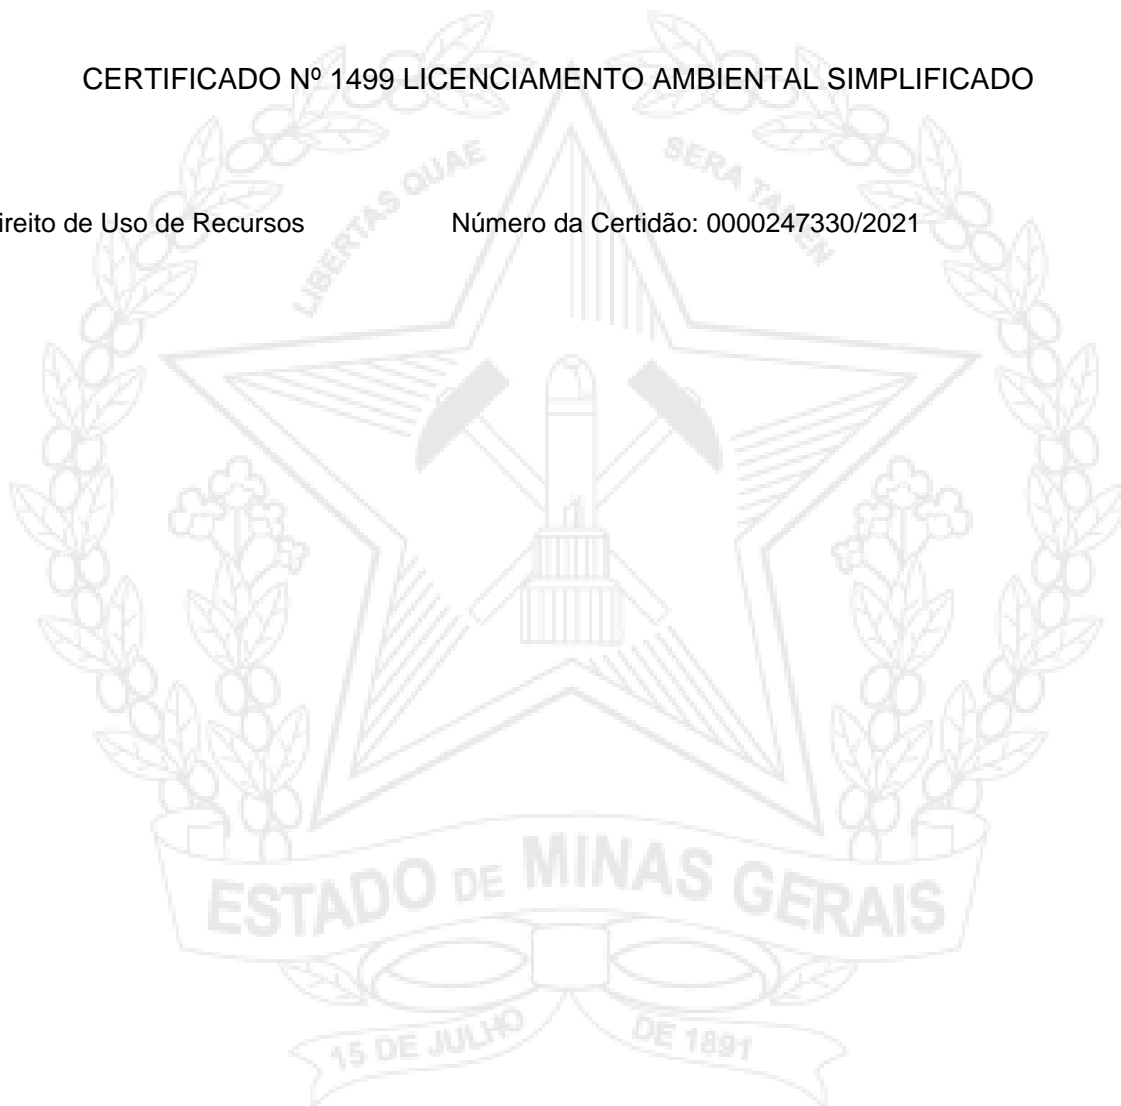 CERTIFICADO Nº 1499 LICENCIAMENTO AMBIENTAL SIMPLIFICADO
LIBERTAS QUAE SERA TAMEN
ireito de Uso de Recursos Número da Certidão: 0000247330/2021
ESTADO DE MINAS GERAIS
15 DE JULHO DE 1891